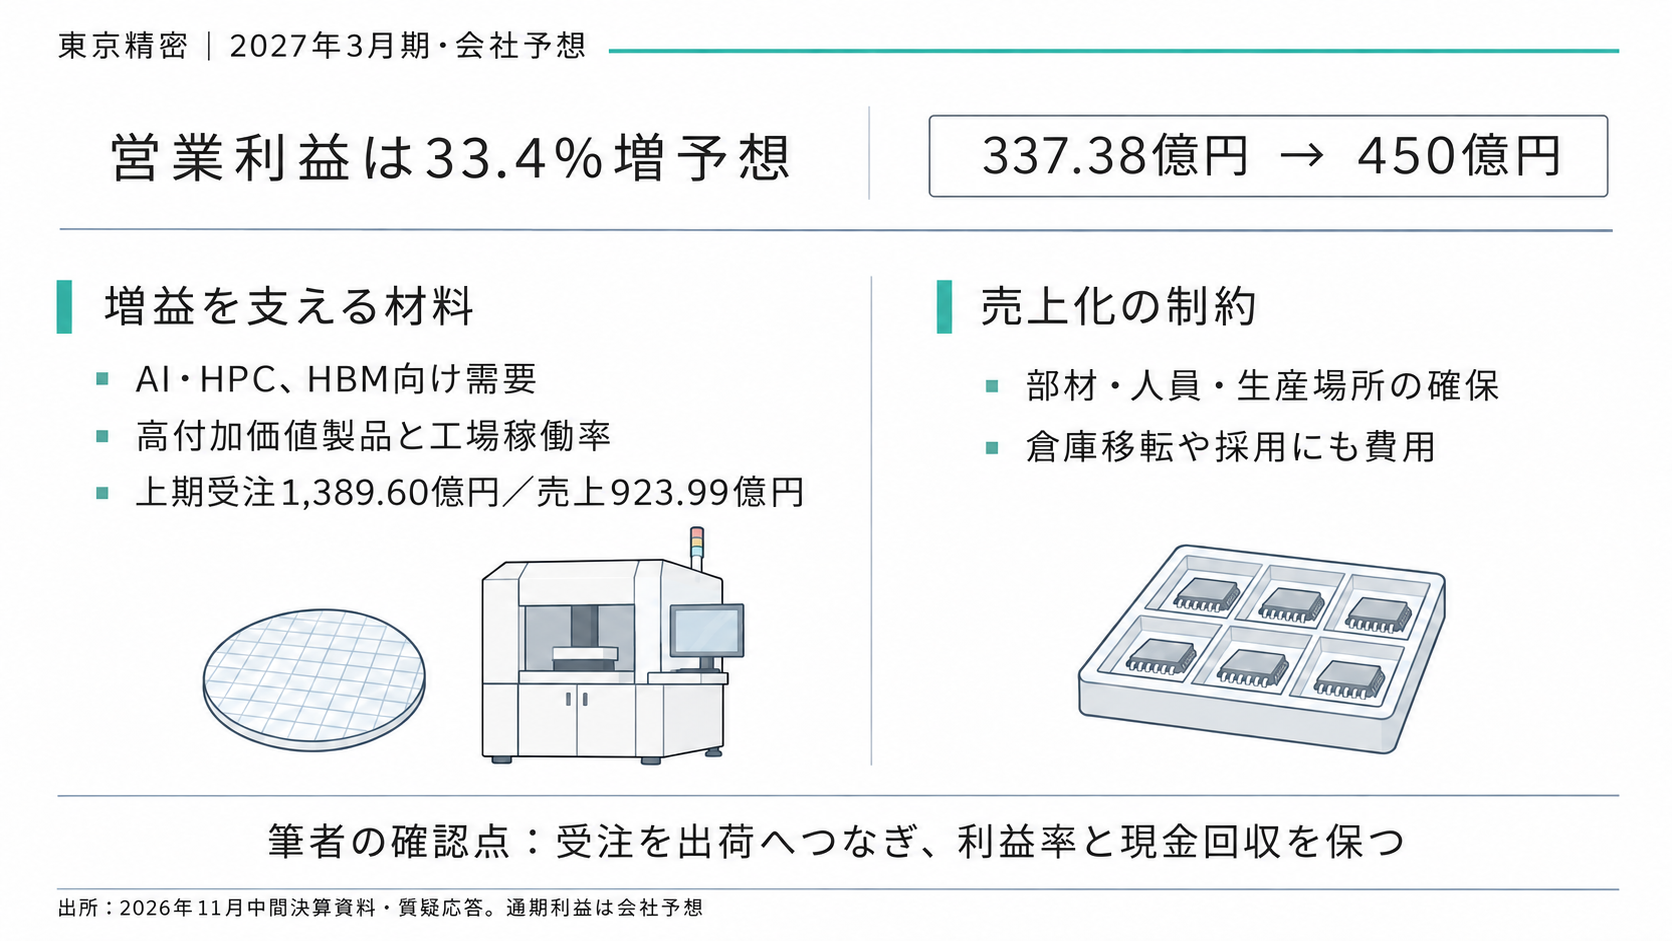 東京精密｜2027年3月期・会社予想
営業利益は33.4%増予想
337.38億円 → 450億円
増益を支える材料
AI・HPC、HBM向け需要
高付加価値製品と工場稼働率
上期受注1,389.60億円／売上923.99億円
売上化の制約
部材・人員・生産場所の確保
倉庫移転や採用にも費用
筆者の確認点：受注を出荷へつなぎ、利益率と現金回収を保つ
出所：2026年11月中間決算資料・質疑応答。通期利益は会社予想